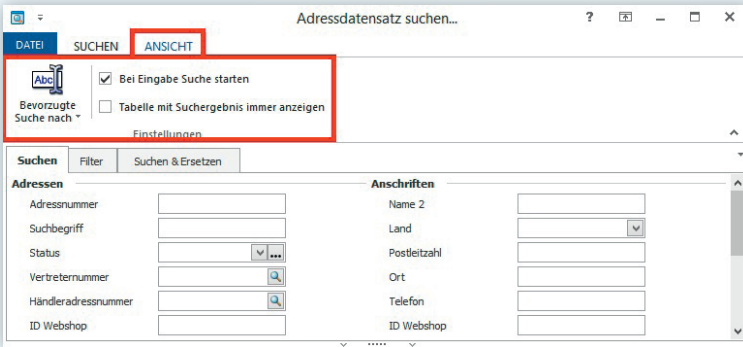 Adressdatensatz suchen...
DATEI SUCHEN ANSICHT
Abc
Bevorzugte
Suche nach
Bei Eingabe Suche starten
Tabelle mit Suchergebnis immer anzeigen
Einstellungen
Suchen Filter Suchen & Ersetzen
Adressen Anschriften
Adressnummer Name 2
Suchbegriff Land
Status ... Postleitzahl
Vertreternummer Ort
Händleradressnummer Telefon
ID Webshop ID Webshop